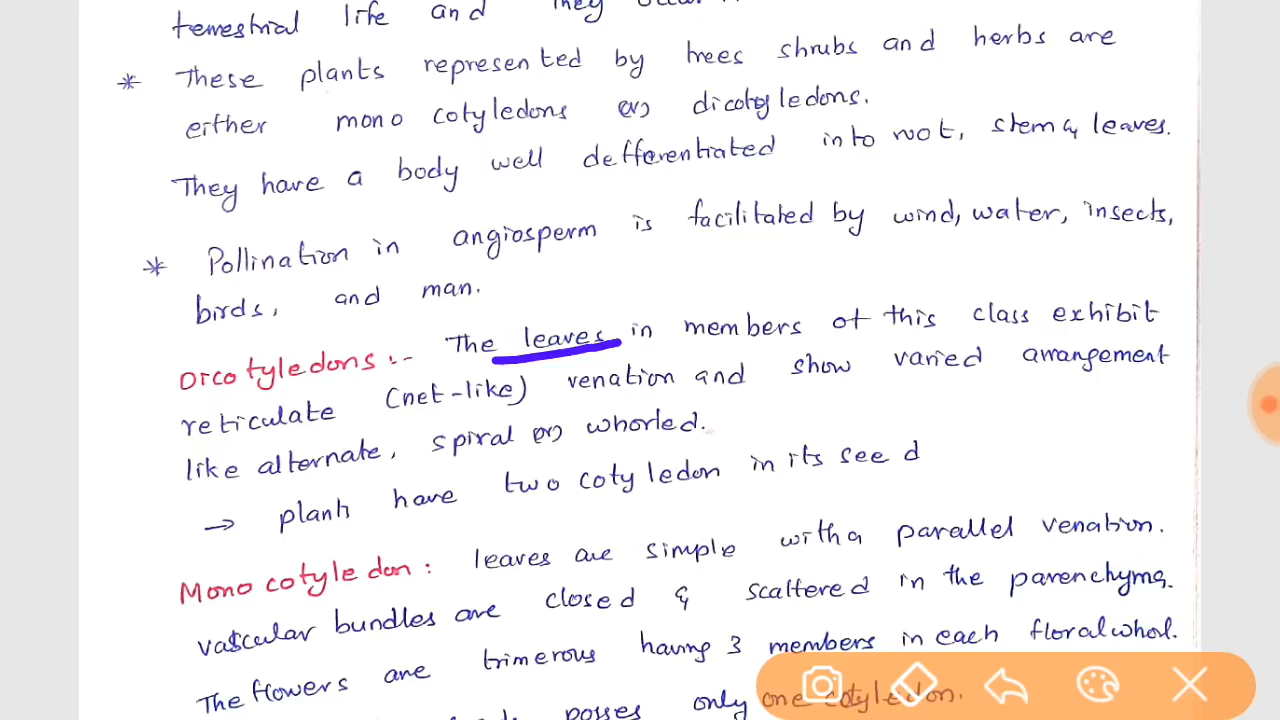 terrestrial life and they occur
* These plants represented by trees shrubs and herbs are
either mono cotyledons (or) dicotyledons.
They have a body well defferentiated into root, stem & leaves.
* Pollination in angiosperm is facilitated by wind, water, insects,
birds, and man.
Dicotyledons :- The leaves in members of this class exhibit
reticulate (net-like) venation and show varied arrangement
like alternate, spiral (or) whorled.
→ plant have two cotyledon in its seed
Mono cotyledon : leaves are simple with a parallel venation.
vascular bundles are closed & scattered in the parenchyma.
The flowers are trimerous having 3 members in each floral whorl.
posses only one cotyledon.